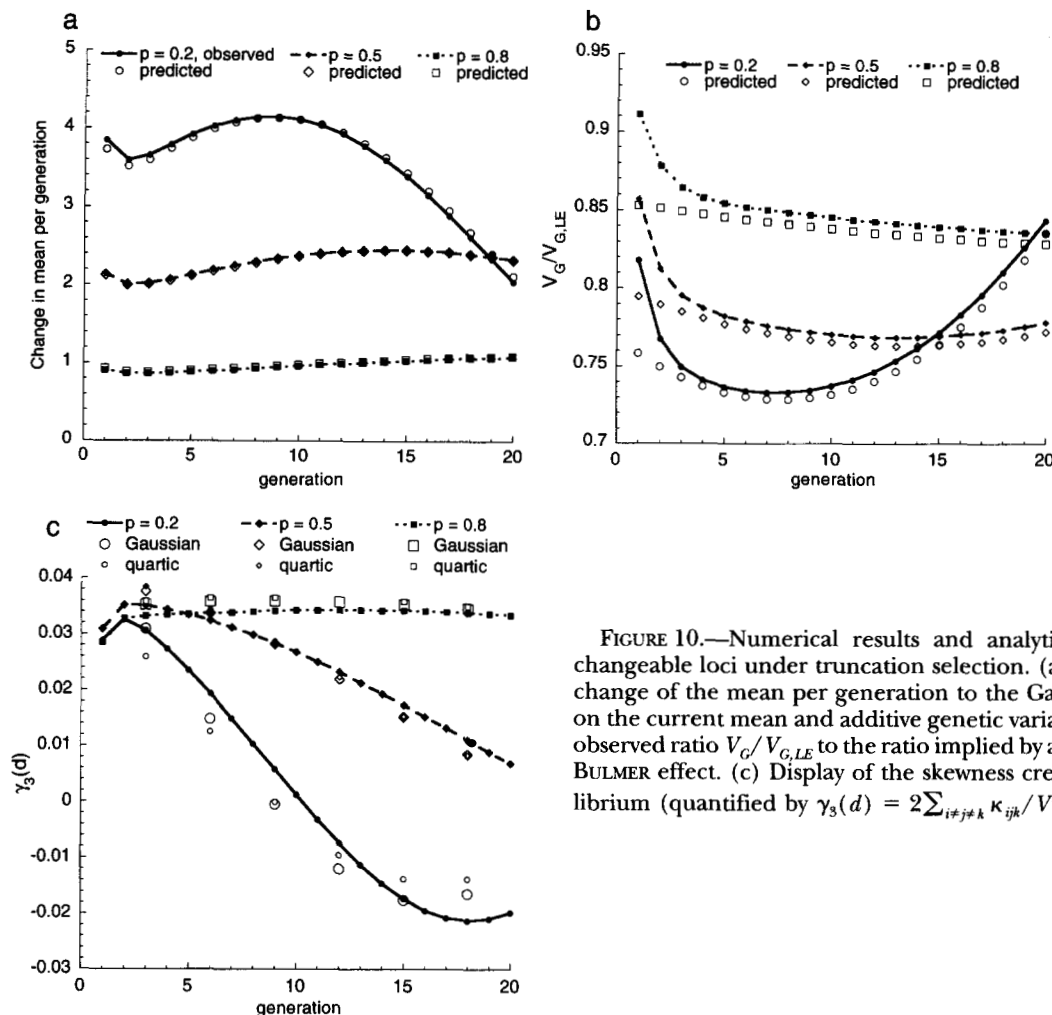 a
p = 0.2, observed p = 0.5, observed p = 0.8
predicted predicted predicted
5
4
3
2
1
0
Change in mean per generation
0 5 10 15 20
generation
b
p = 0.2 p = 0.5 p = 0.8
predicted predicted predicted
0.95
0.9
0.85
0.8
0.75
0.7
V_G/V_{G,LE}
0 5 10 15 20
generation
c
p = 0.2 p = 0.5 p = 0.8
Gaussian Gaussian Gaussian
quartic quartic quartic
0.04
0.03
0.02
0.01
0
-0.01
-0.02
-0.03
γ₃(d)
0 5 10 15 20
generation
FIGURE 10.—Numerical results and analyti
changeable loci under truncation selection. (a
change of the mean per generation to the Ga
on the current mean and additive genetic varia
observed ratio V_G/V_{G,LE} to the ratio implied by a
BULMER effect. (c) Display of the skewness cre
librium (quantified by γ₃(d) = 2∑_{i≠j≠k} κ_{ijk}/V